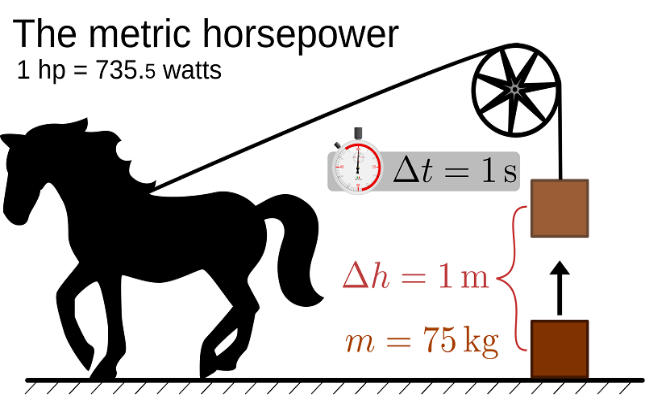 The metric horsepower
1 hp = 735.5 watts
Δt = 1 s
Δh = 1 m
m = 75 kg